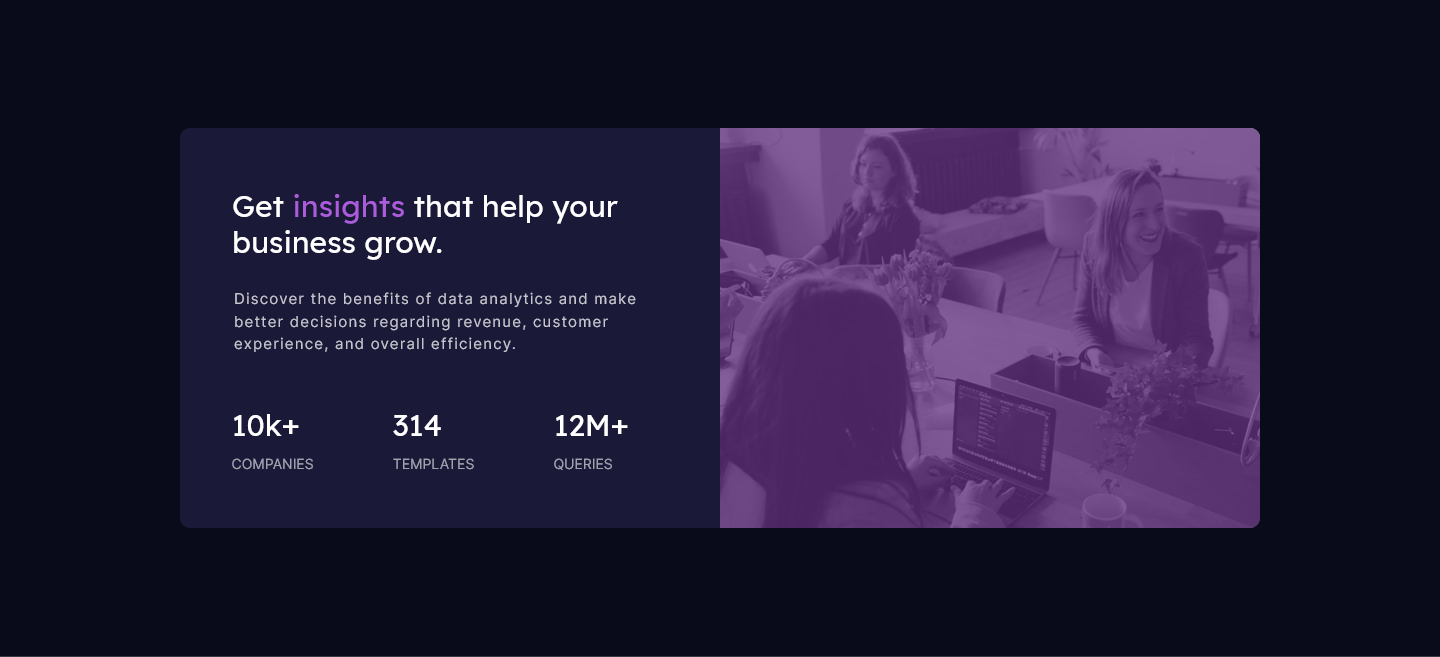 Get insights that help your
business grow.
Discover the benefits of data analytics and make
better decisions regarding revenue, customer
experience, and overall efficiency.
10k+ 314 12M+
COMPANIES TEMPLATES QUERIES